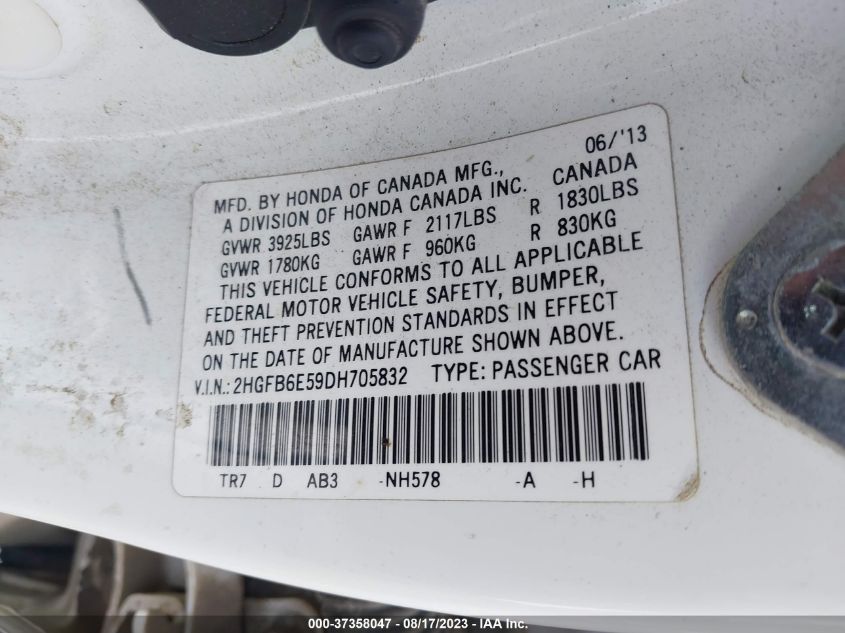 06/'13
MFD. BY HONDA OF CANADA MFG.,
A DIVISION OF HONDA CANADA INC. CANADA
GVWR 3925LBS GAWR F 2117LBS R 1830LBS
GVWR 1780KG GAWR F 960KG R 830KG
THIS VEHICLE CONFORMS TO ALL APPLICABLE
FEDERAL MOTOR VEHICLE SAFETY, BUMPER,
AND THEFT PREVENTION STANDARDS IN EFFECT
ON THE DATE OF MANUFACTURE SHOWN ABOVE.
V.I.N.: 2HGFB6E59DH705832 TYPE: PASSENGER CAR
TR7 D AB3 -NH578 -A -H
000-37358047 - 08/17/2023 - IAA Inc.